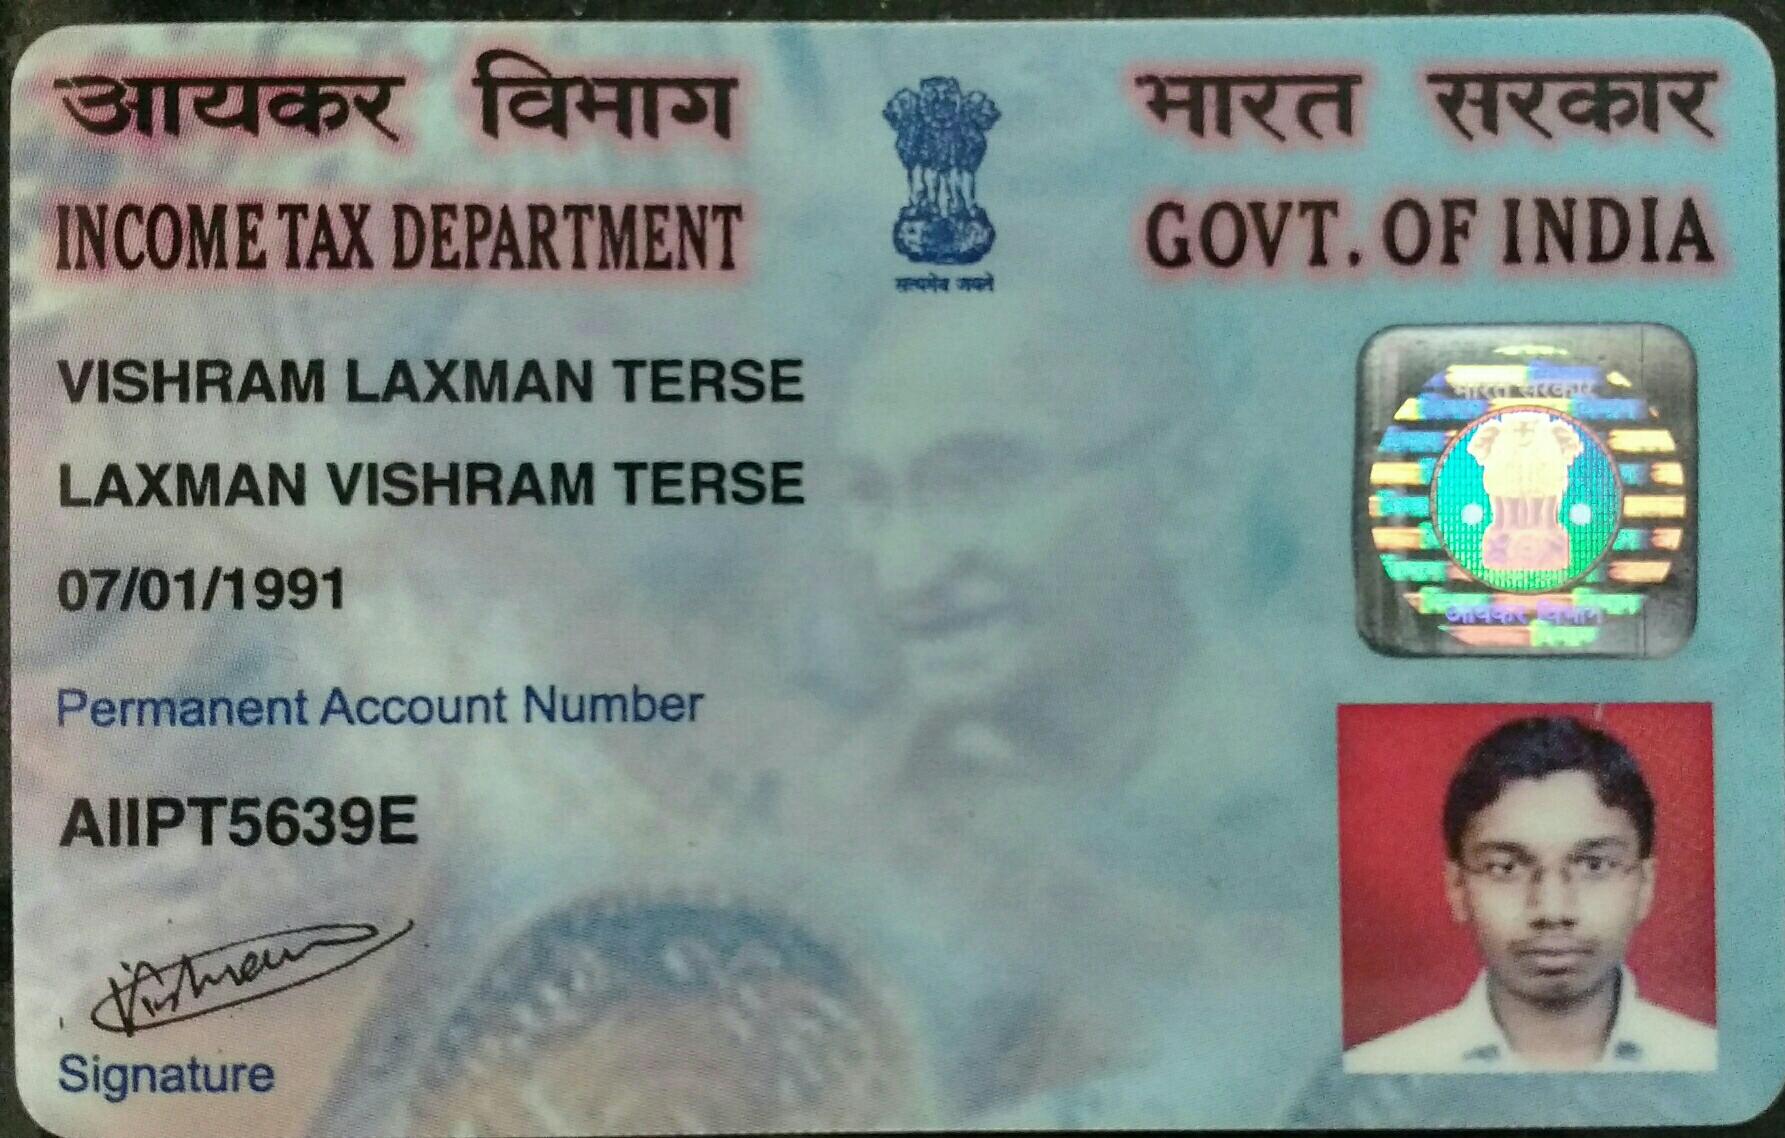 आयकर विभाग
INCOME TAX DEPARTMENT
सत्यमेव जयते
भारत सरकार
GOVT. OF INDIA
VISHRAM LAXMAN TERSE
LAXMAN VISHRAM TERSE
07/01/1991
Permanent Account Number
AIIPT5639E
Vishram
Signature
भारत सरकार
आयकर विभाग